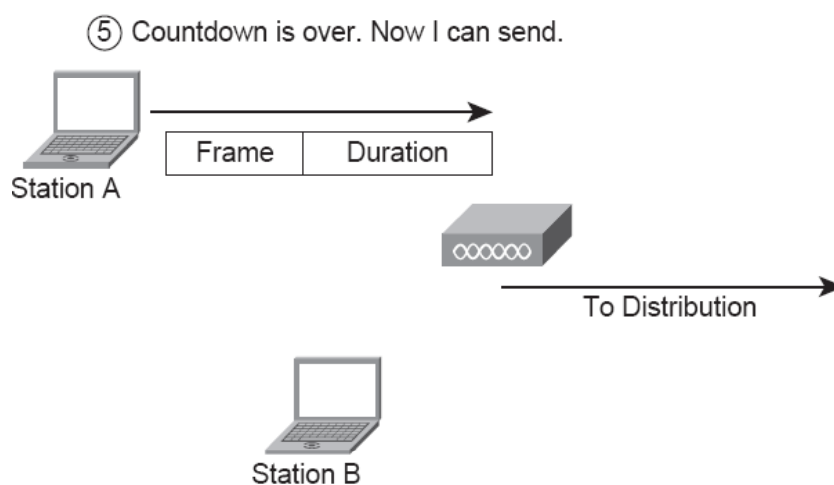 ⑤ Countdown is over. Now I can send.
Frame
Duration
Station A
To Distribution
Station B